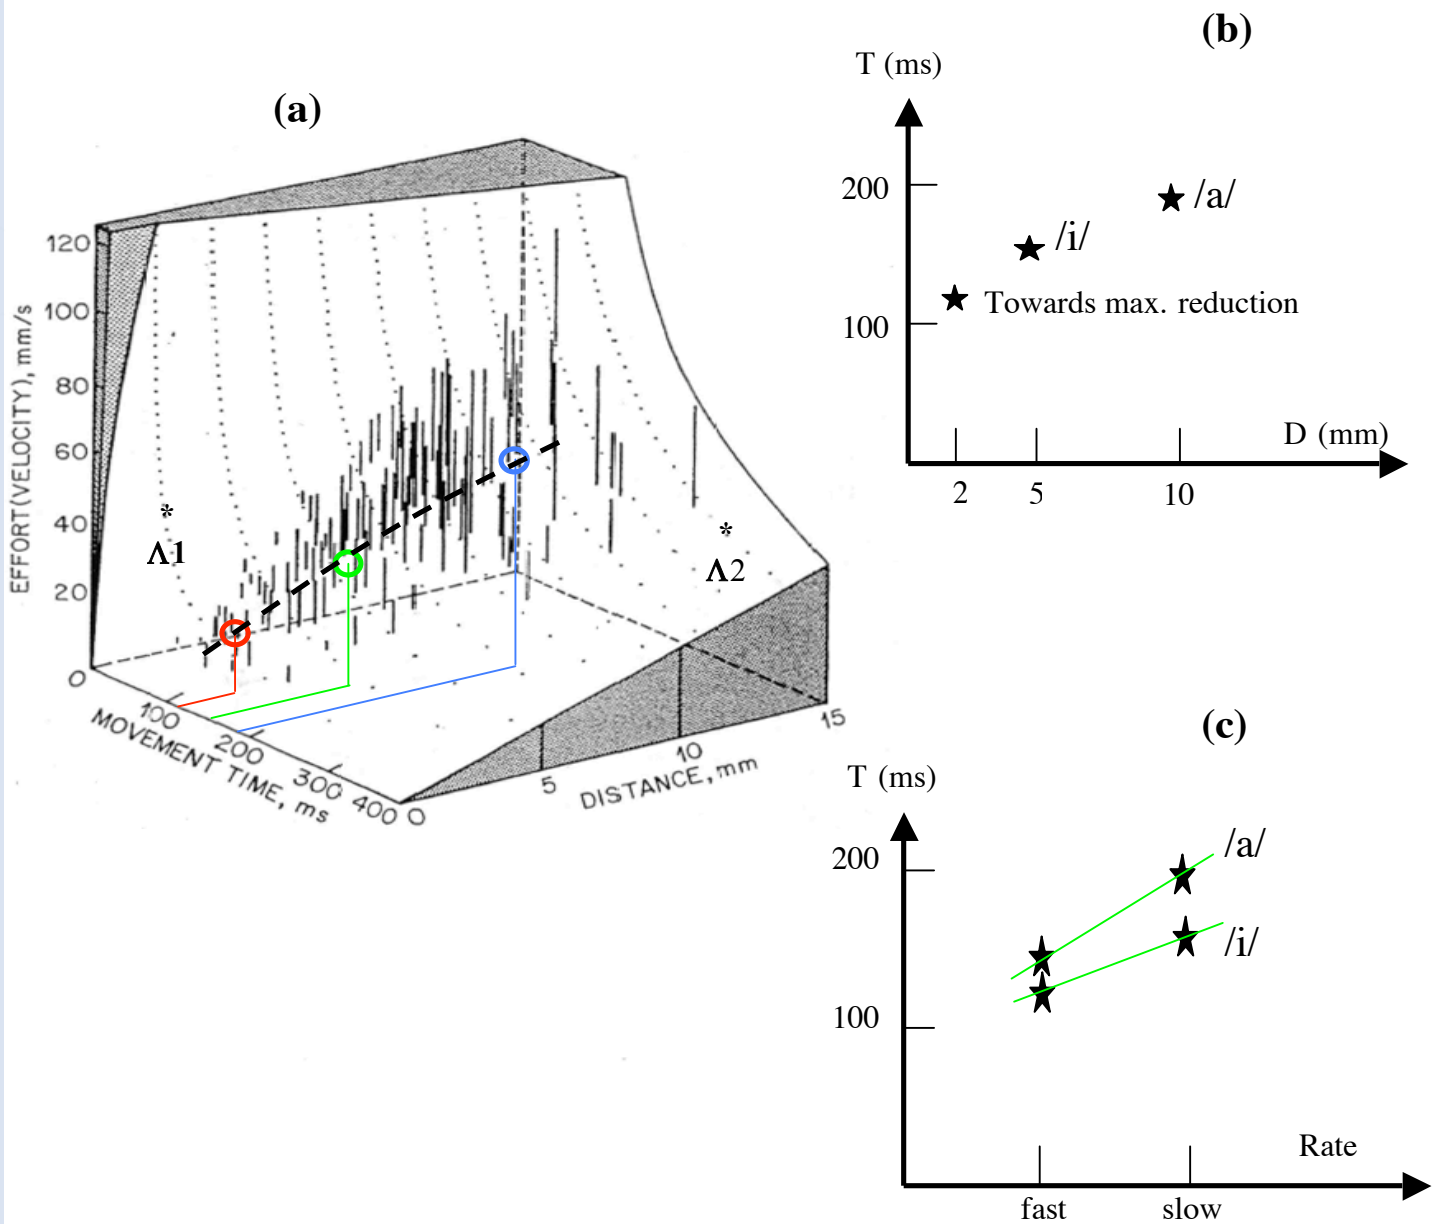 (a)
120
100
80
60
40
20
0
EFFORT(VELOCITY), mm/s
*
Λ1
*
Λ2
100
200
300
400
MOVEMENT TIME, ms
0
5
10
15
DISTANCE, mm
(b)
T (ms)
200
100
/a/
/i/
Towards max. reduction
D (mm)
2
5
10
(c)
T (ms)
200
100
/a/
/i/
Rate
fast
slow